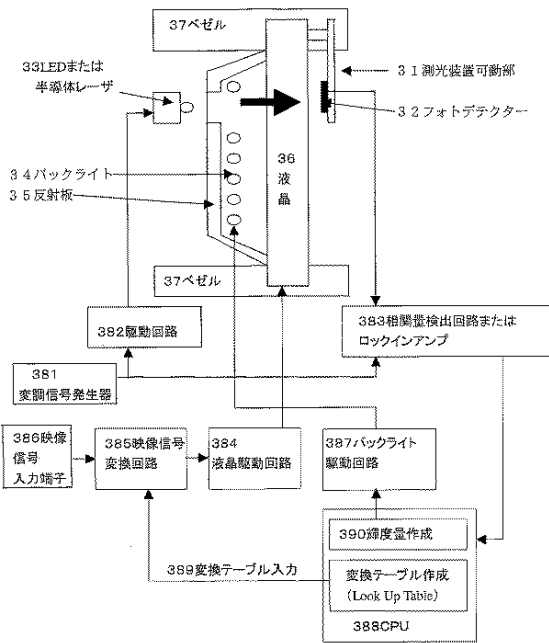 37ベゼル
33LEDまたは
半導体レーザ
31測光装置可動部
32フォトデテクター
36
液
晶
34バックライト
35反射板
37ベゼル
382駆動回路
383相関量検出回路または
ロックインアンプ
381
変調信号発生器
386映像
信号
入力端子
385映像信号
変換回路
384
液晶駆動回路
387バックライト
駆動回路
390輝度量作成
389変換テーブル入力
変換テーブル作成
(Look Up Table)
388CPU